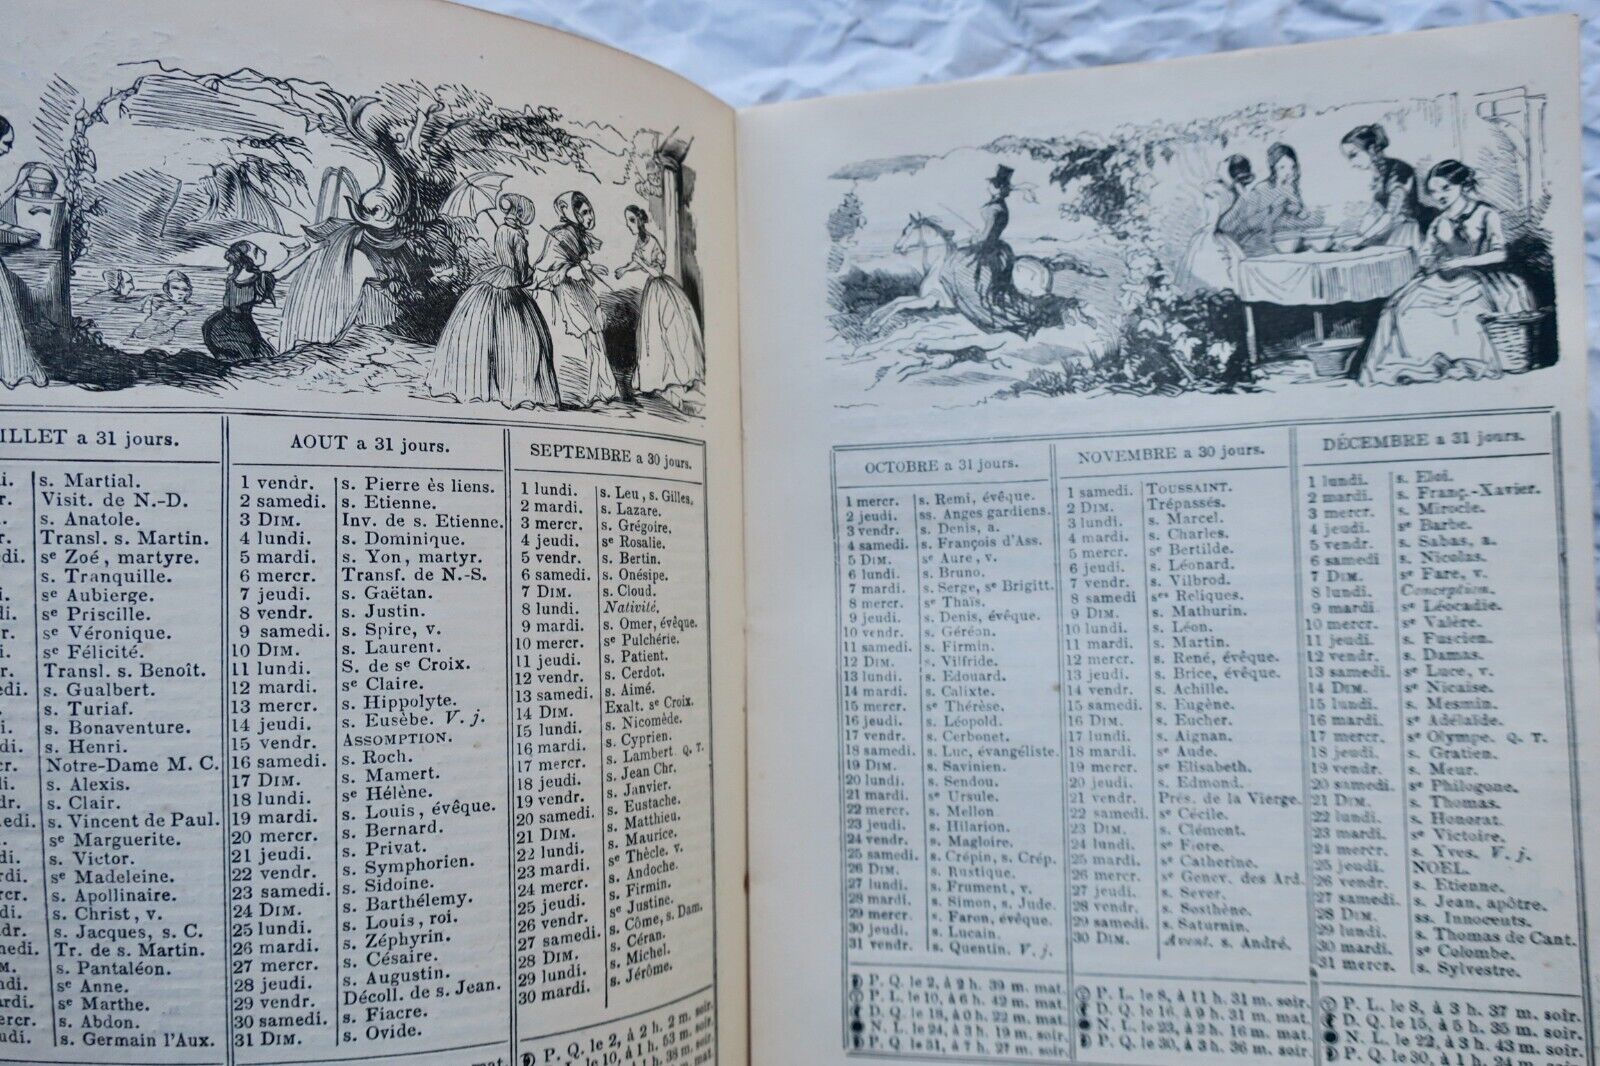 ILLET a 31 jours.
s. Martial.
Visit. de N.-D.
s. Anatole.
Transl. s. Martin.
sᵉ Zoé, martyre.
s. Tranquille.
sᵉ Aubierge.
sᵉ Priscille.
sᵉ Véronique.
sᵉ Félicité.
Transl. s. Benoît.
s. Gualbert.
s. Turiaf.
s. Bonaventure.
s. Henri.
Notre-Dame M. C.
s. Alexis.
s. Clair.
s. Vincent de Paul.
sᵉ Marguerite.
s. Victor.
sᵉ Madeleine.
s. Apollinaire.
s. Christ, v.
s. Jacques, s. C.
Tr. de s. Martin.
s. Pantaléon.
sᵉ Anne.
sᵉ Marthe.
s. Abdon.
s. Germain l'Aux.
AOUT a 31 jours.
1 vendr. s. Pierre ès liens.
2 samedi. s. Etienne.
3 DIM. Inv. de s. Etienne.
4 lundi. s. Dominique.
5 mardi. s. Yon, martyr.
6 mercr. Transf. de N.-S.
7 jeudi. s. Gaëtan.
8 vendr. s. Justin.
9 samedi. s. Spire, v.
10 DIM. s. Laurent.
11 lundi. S. de sᵉ Croix.
12 mardi. sᵉ Claire.
13 mercr. s. Hippolyte.
14 jeudi. s. Eusèbe. V. j.
15 vendr. ASSOMPTION.
16 samedi. s. Roch.
17 DIM. s. Mamert.
18 lundi. sᵉ Hélène.
19 mardi. s. Louis, évêque.
20 mercr. s. Bernard.
21 jeudi. s. Privat.
22 vendr. s. Symphorien.
23 samedi. s. Sidoine.
24 DIM. s. Barthélemy.
25 lundi. s. Louis, roi.
26 mardi. s. Zéphyrin.
27 mercr. s. Césaire.
28 jeudi. s. Augustin.
29 vendr. Décoll. de s. Jean.
30 samedi. s. Fiacre.
31 DIM. s. Ovide.
mat.
SEPTEMBRE a 30 jours.
1 lundi. s. Leu, s. Gilles.
2 mardi. s. Lazare.
3 mercr. s. Grégoire.
4 jeudi. sᵉ Rosalie.
5 vendr. s. Bertin.
6 samedi. s. Onésipe.
7 DIM. s. Cloud.
8 lundi. Nativité.
9 mardi. s. Omer, évêque.
10 mercr. sᵉ Pulchérie.
11 jeudi. s. Patient.
12 vendr. s. Cerdot.
13 samedi. s. Aimé.
14 DIM. Exalt. sᵉ Croix.
15 lundi. s. Nicomède.
16 mardi. s. Cyprien.
17 mercr. s. Lambert Q. T.
18 jeudi. s. Jean Chr.
19 vendr. s. Janvier.
20 samedi. s. Eustache.
21 DIM. s. Matthieu.
22 lundi. s. Maurice.
23 mardi. sᵉ Thècle. v.
24 mercr. s. Andoche.
25 jeudi. s. Firmin.
26 vendr. sᵉ Justine.
27 samedi. s. Côme, s. Dam.
28 DIM. s. Céran.
29 lundi. s. Michel.
30 mardi. s. Jérôme.
P. Q. le 2, à 2 h. 2 m. soir.
le 10, à 1 h. 53 m. soir.
38 m. soir.
OCTOBRE a 31 jours.
1 mercr. s. Remi, évêque.
2 jeudi. ss. Anges gardiens.
3 vendr. s. Denis, a.
4 samedi. s. François d'Ass.
5 DIM. sᵉ Aure, v.
6 lundi. s. Bruno.
7 mardi. s. Serge, sᵉ Brigitt.
8 mercr. sᵉ Thaïs.
9 jeudi. s. Denis, évêque.
10 vendr. s. Géréon.
11 samedi. s. Firmin.
12 DIM. s. Vilfride.
13 lundi. s. Edouard.
14 mardi. s. Calixte.
15 mercr. sᵉ Thérèse.
16 jeudi. s. Léopold.
17 vendr. s. Cerbonet.
18 samedi. s. Luc, évangéliste.
19 DIM. s. Savinien.
20 lundi. s. Sendou.
21 mardi. sᵉ Ursule.
22 mercr. s. Mellon
23 jeudi. s. Hilarion.
24 vendr. s. Magloire.
25 samedi. s. Crépin, s. Crép.
26 DIM. s. Rustique.
27 lundi. s. Frument, v.
28 mardi. s. Simon, s. Jude.
29 mercr. s. Faron, évêque.
30 jeudi. s. Lucain.
31 vendr. s. Quentin. V. j.
P. Q. le 2, à 2 h. 39 m. mat.
P. L. le 10, à 6 h. 42 m. mat.
D. Q. le 18, à 0 h. 22 m. mat.
N. L. le 24, à 3 h. 19 m. soir.
P. Q. le 31, à 7 h. 27 m. soir.
NOVEMBRE a 30 jours.
1 samedi. TOUSSAINT.
2 DIM. Trépassés.
3 lundi. s. Marcel.
4 mardi. s. Charles.
5 mercr. sᵉ Bertilde.
6 jeudi. s. Léonard.
7 vendr. s. Vilbrod.
8 samedi sᵉˢ Reliques.
9 DIM. s. Mathurin.
10 lundi. s. Léon.
11 mardi. s. Martin.
12 mercr. s. René, évêque.
13 jeudi. s. Brice, évêque.
14 vendr. s. Achille.
15 samedi. s. Eugène.
16 DIM. s. Eucher.
17 lundi. s. Aignan.
18 mardi. sᵉ Aude.
19 mercr. sᵉ Elisabeth.
20 jeudi. s. Edmond.
21 vendr. Prés. de la Vierge.
22 samedi. sᵉ Cécile.
23 DIM. s. Clément.
24 lundi. sᵉ Flore.
25 mardi. sᵉ Catherine.
26 mercr. sᵉ Genev. des Ard.
27 jeudi. s. Sever.
28 vendr. s. Sosthène.
29 samedi. s. Saturnin.
30 DIM. Avent. s. André.
P. L. le 8, à 11 h. 31 m. soir.
D. Q. le 16, à 9 h. 31 m. mat.
N. L. le 23, à 2 h. 16 m. mat.
P. Q. le 30, à 3 h. 36 m. soir.
DÉCEMBRE a 31 jours.
1 lundi. s. Eloi.
2 mardi. s. Franç.-Xavier.
3 mercr. s. Mirocle.
4 jeudi. sᵉ Barbe.
5 vendr. s. Sabas, a.
6 samedi s. Nicolas.
7 DIM. sᵉ Fare, v.
8 lundi. Conception.
9 mardi sᵉ Léocadie.
10 mercr. sᵉ Valère.
11 jeudi. s. Fuscien.
12 vendr. s. Damas.
13 samedi. sᵉ Luce, v.
14 DIM. sᵉ Nicaise.
15 lundi. s. Mesmin.
16 mardi. sᵉ Adélaïde.
17 mercr. sᵉ Olympe. Q. T.
18 jeudi. s. Gratien.
19 vendr. s. Meur.
20 samedi. sᵉ Philogone.
21 DIM. s. Thomas.
22 lundi. s. Honorat.
23 mardi. sᵉ Victoire.
24 mercr. s. Yves. V. j.
25 jeudi. NOEL.
26 vendr. s. Etienne.
27 samedi. s. Jean, apôtre.
28 DIM. ss. Innocents.
29 lundi. s. Thomas de Cant.
30 mardi. sᵉ Colombe.
31 mercr. s. Sylvestre.
P. L. le 8, à 3 h. 37 m. soir.
D. Q. le 15, à 5 h. 35 m. soir.
N. L. le 22, à 3 h. 43 m. soir.
P. Q. le 30, à 1 h. 24 m. soir.